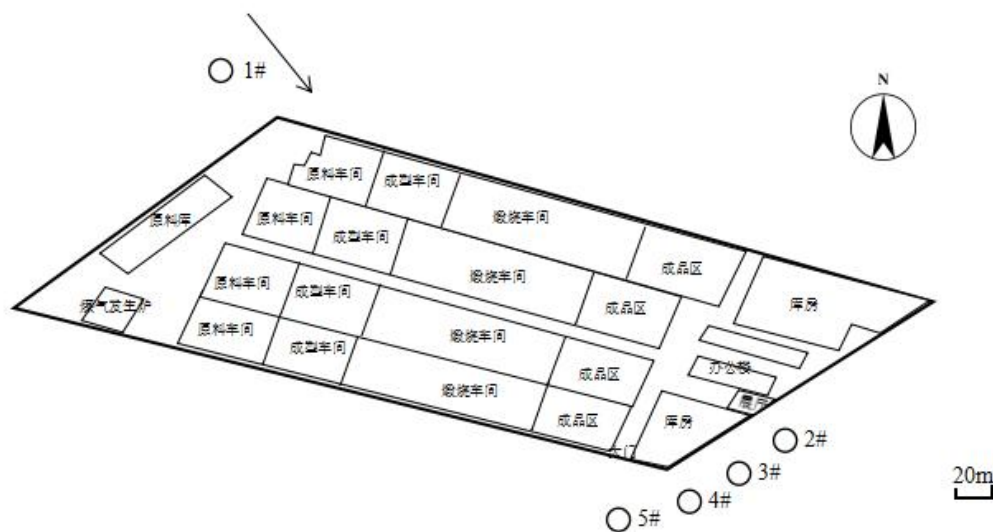 N
1#
原料车间
成型车间
煅烧车间
成品区
原料库
原料车间
成型车间
煅烧车间
成品区
库房
煤气发生炉
原料车间
成型车间
煅烧车间
成品区
办公楼
原料车间
成型车间
煅烧车间
成品区
库房
大门
2#
3#
4#
5#
20m